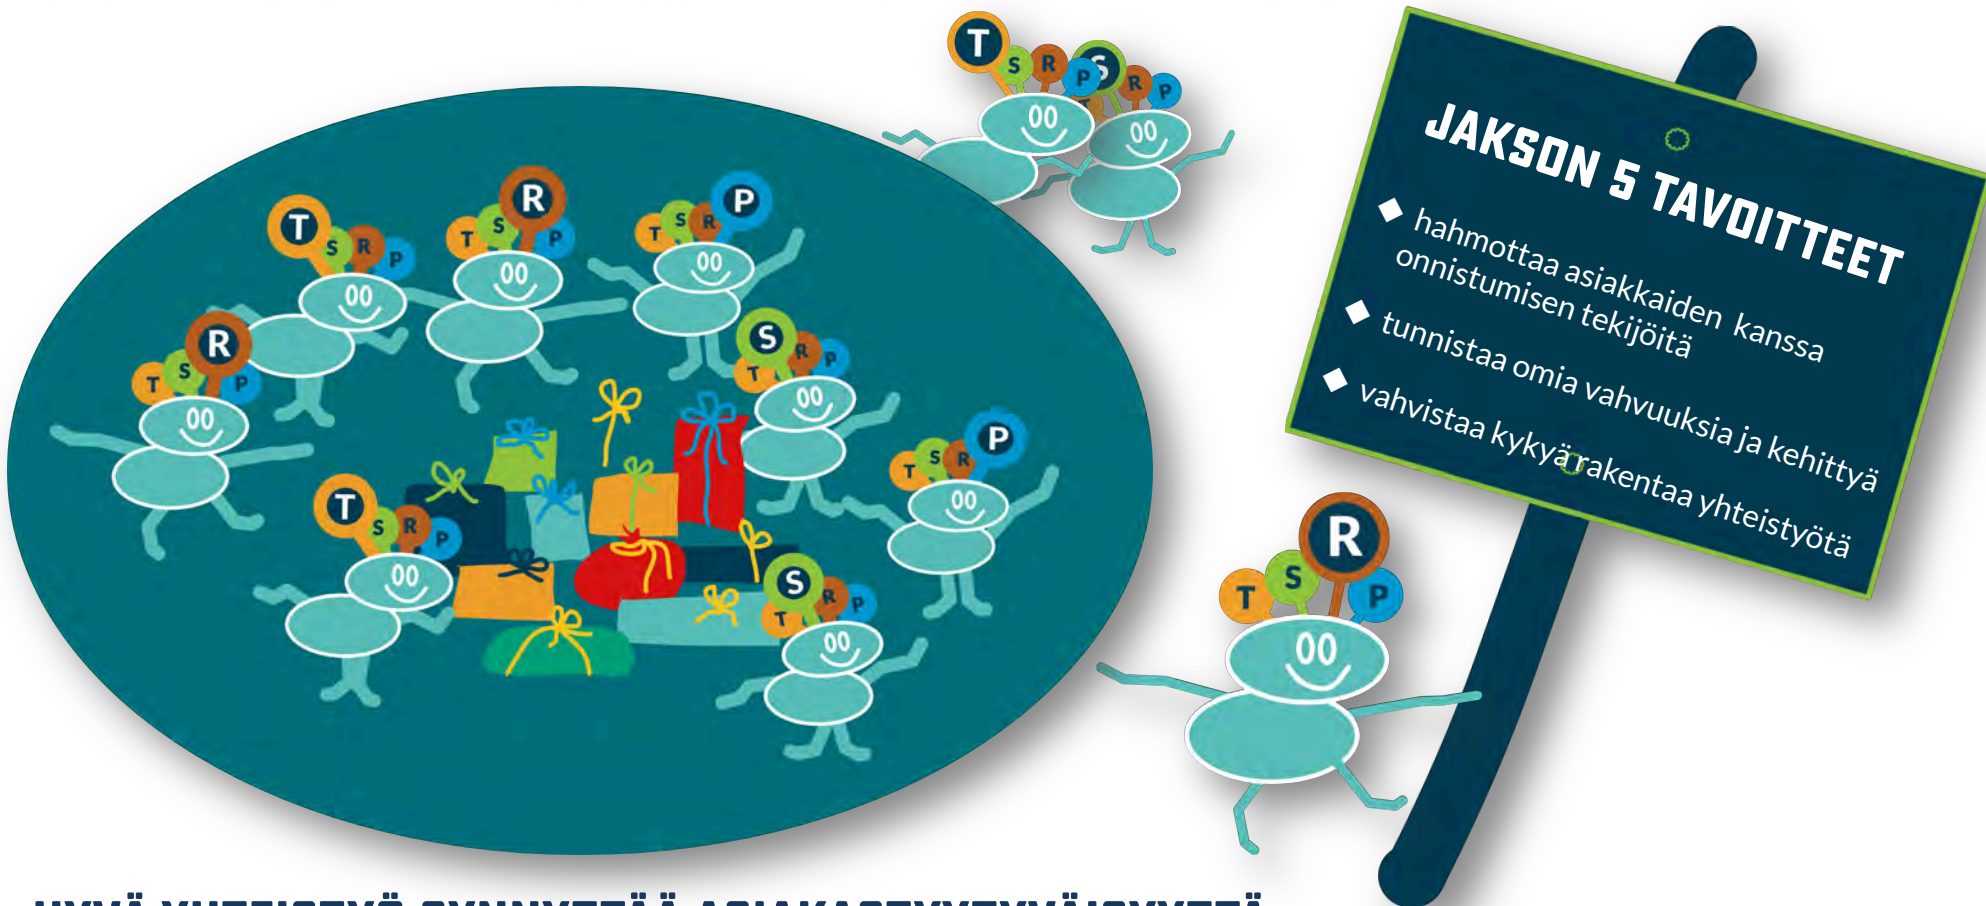 T S R P
T S R P
JAKSON 5 TAVOITTEET
hahmottaa asiakkaiden kanssa
onnistumisen tekijöitä
tunnistaa omia vahvuuksia ja kehittyä
vahvistaa kykyä rakentaa yhteistyötä
T S R P
T S R P
T S R P
T S R P
T S R P
T S R P
T S R P
T S R P
T S R P